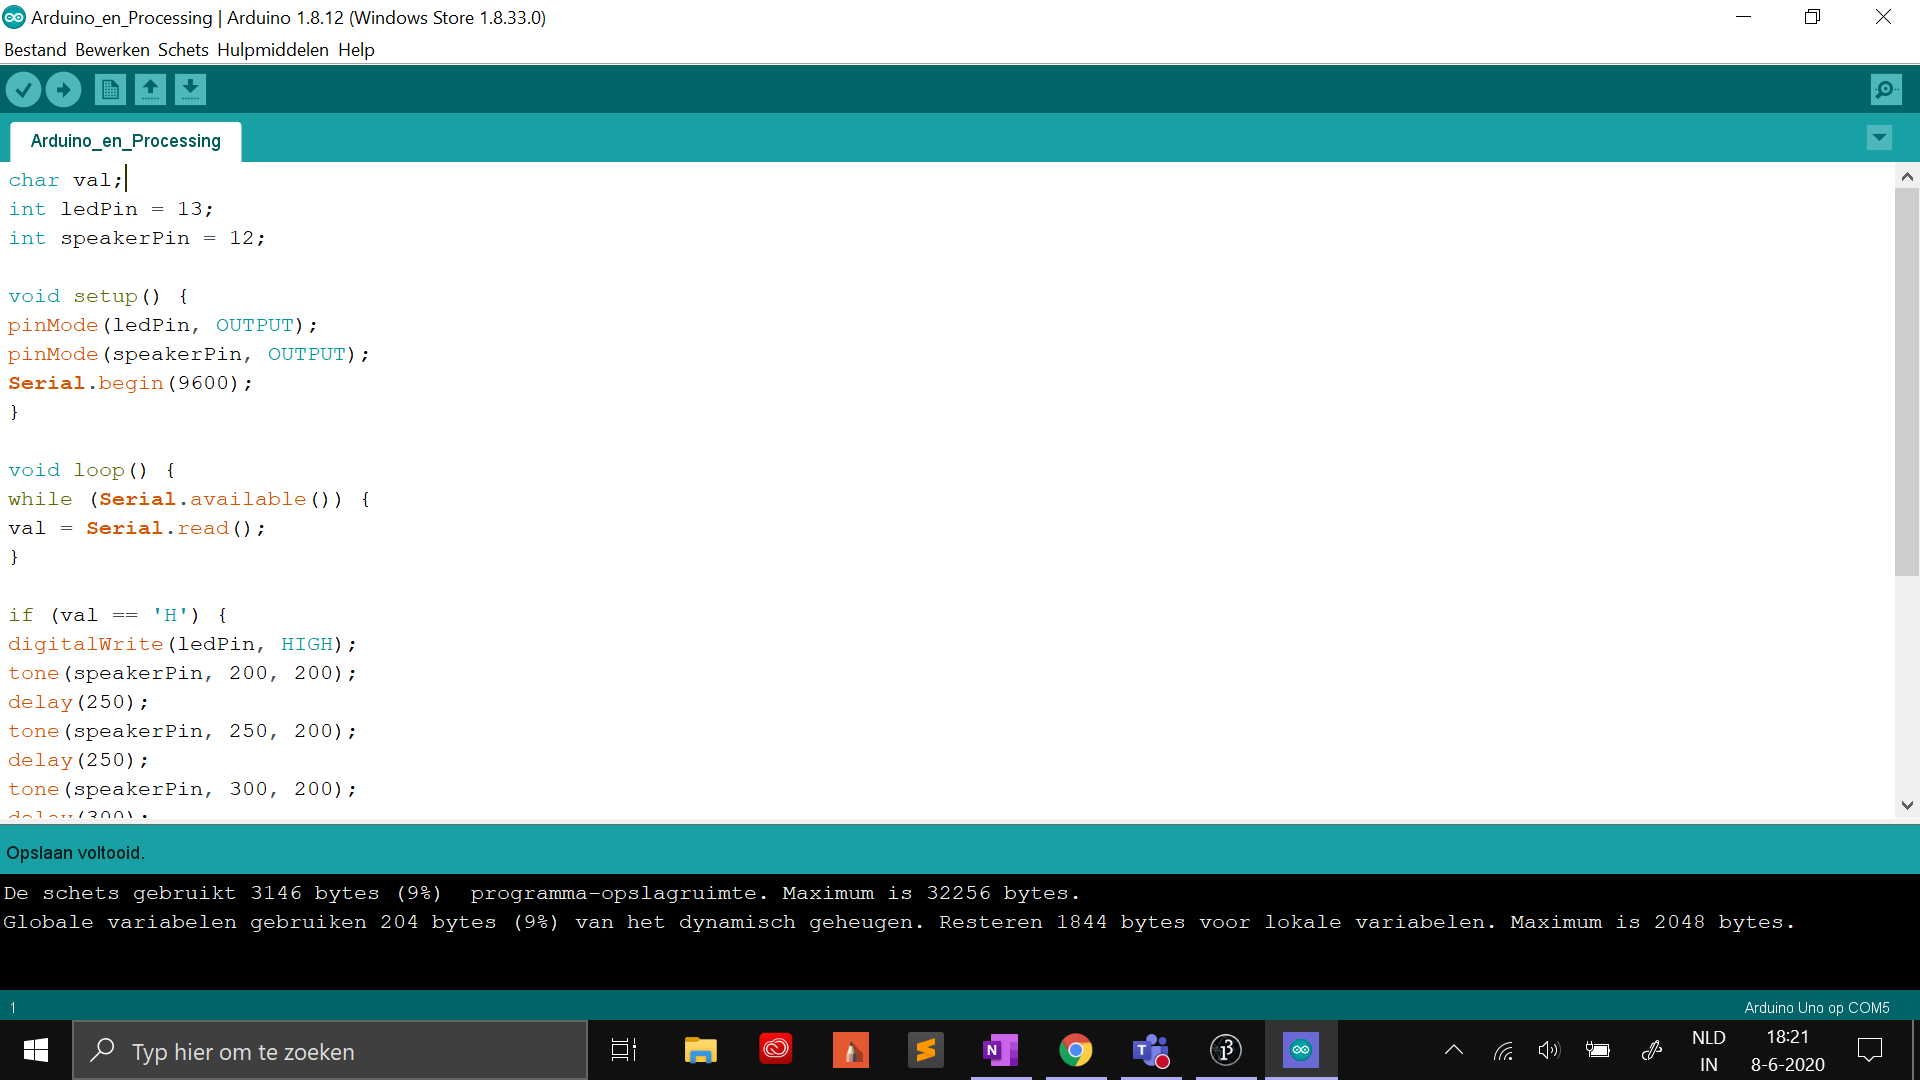 Arduino_en_Processing | Arduino 1.8.12 (Windows Store 1.8.33.0)
Bestand Bewerken Schets Hulpmiddelen Help
Arduino_en_Processing
char val;
int ledPin = 13;
int speakerPin = 12;
void setup() {
pinMode(ledPin, OUTPUT);
pinMode(speakerPin, OUTPUT);
Serial.begin(9600);
}
void loop() {
while (Serial.available()) {
val = Serial.read();
}
if (val == 'H') {
digitalWrite(ledPin, HIGH);
tone(speakerPin, 200, 200);
delay(250);
tone(speakerPin, 250, 200);
delay(250);
tone(speakerPin, 300, 200);
delay(300);
Opslaan voltooid.
De schets gebruikt 3146 bytes (9%)  programma-opslagruimte. Maximum is 32256 bytes.
Globale variabelen gebruiken 204 bytes (9%) van het dynamisch geheugen. Resteren 1844 bytes voor lokale variabelen. Maximum is 2048 bytes.
1
Arduino Uno op COM5
Typ hier om te zoeken
NLD
IN
18:21
8-6-2020